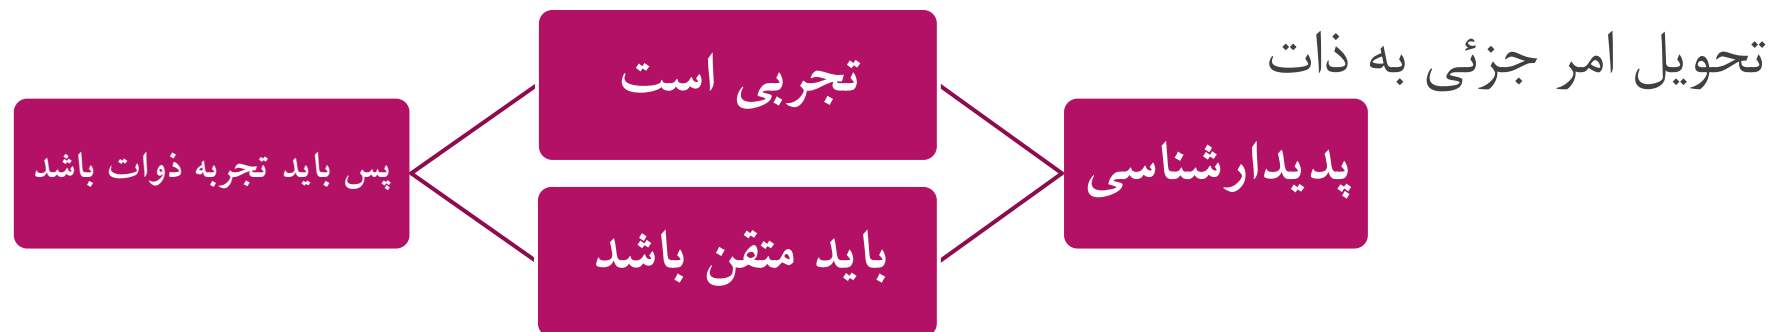 تحویل امر جزئی به ذات
پدیدارشناسی
تجربی است
باید متقن باشد
پس باید تجربه ذوات باشد